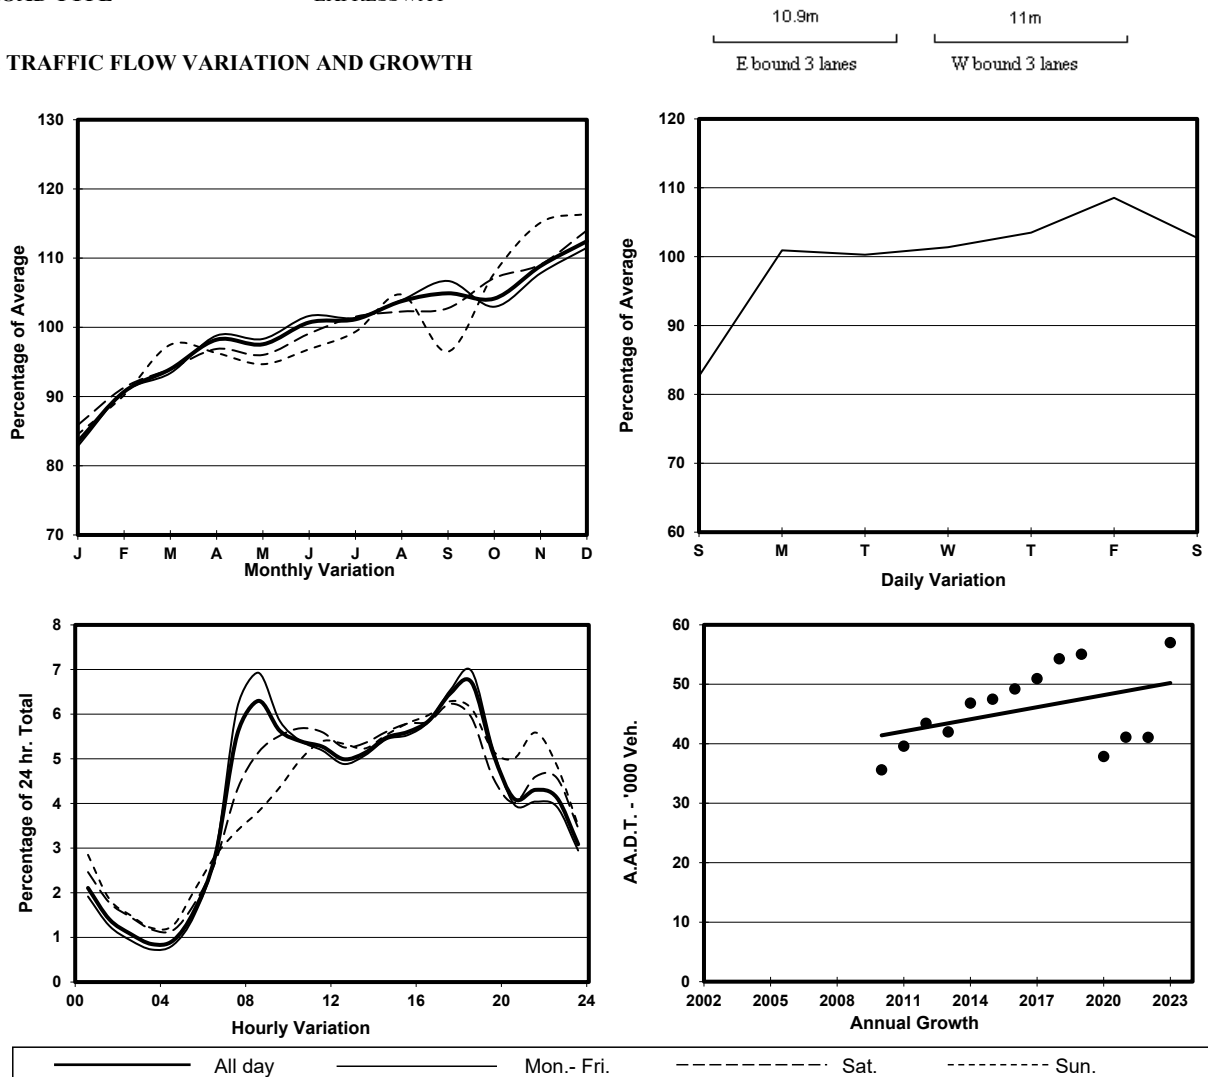 10.9m 11m
TRAFFIC FLOW VARIATION AND GROWTH
E bound 3 lanes W bound 3 lanes
130
120
110
100
90
80
70
Percentage of Average
J F M A M J J A S O N D
Monthly Variation
120
110
100
90
80
70
60
Percentage of Average
S M T W T F S
Daily Variation
8
7
6
5
4
3
2
1
0
Percentage of 24 hr. Total
00 04 08 12 16 20 24
Hourly Variation
60
50
40
30
20
10
0
A.A.D.T. - '000 Veh.
2002 2005 2008 2011 2014 2017 2020 2023
Annual Growth
All day Mon.- Fri. Sat. Sun.